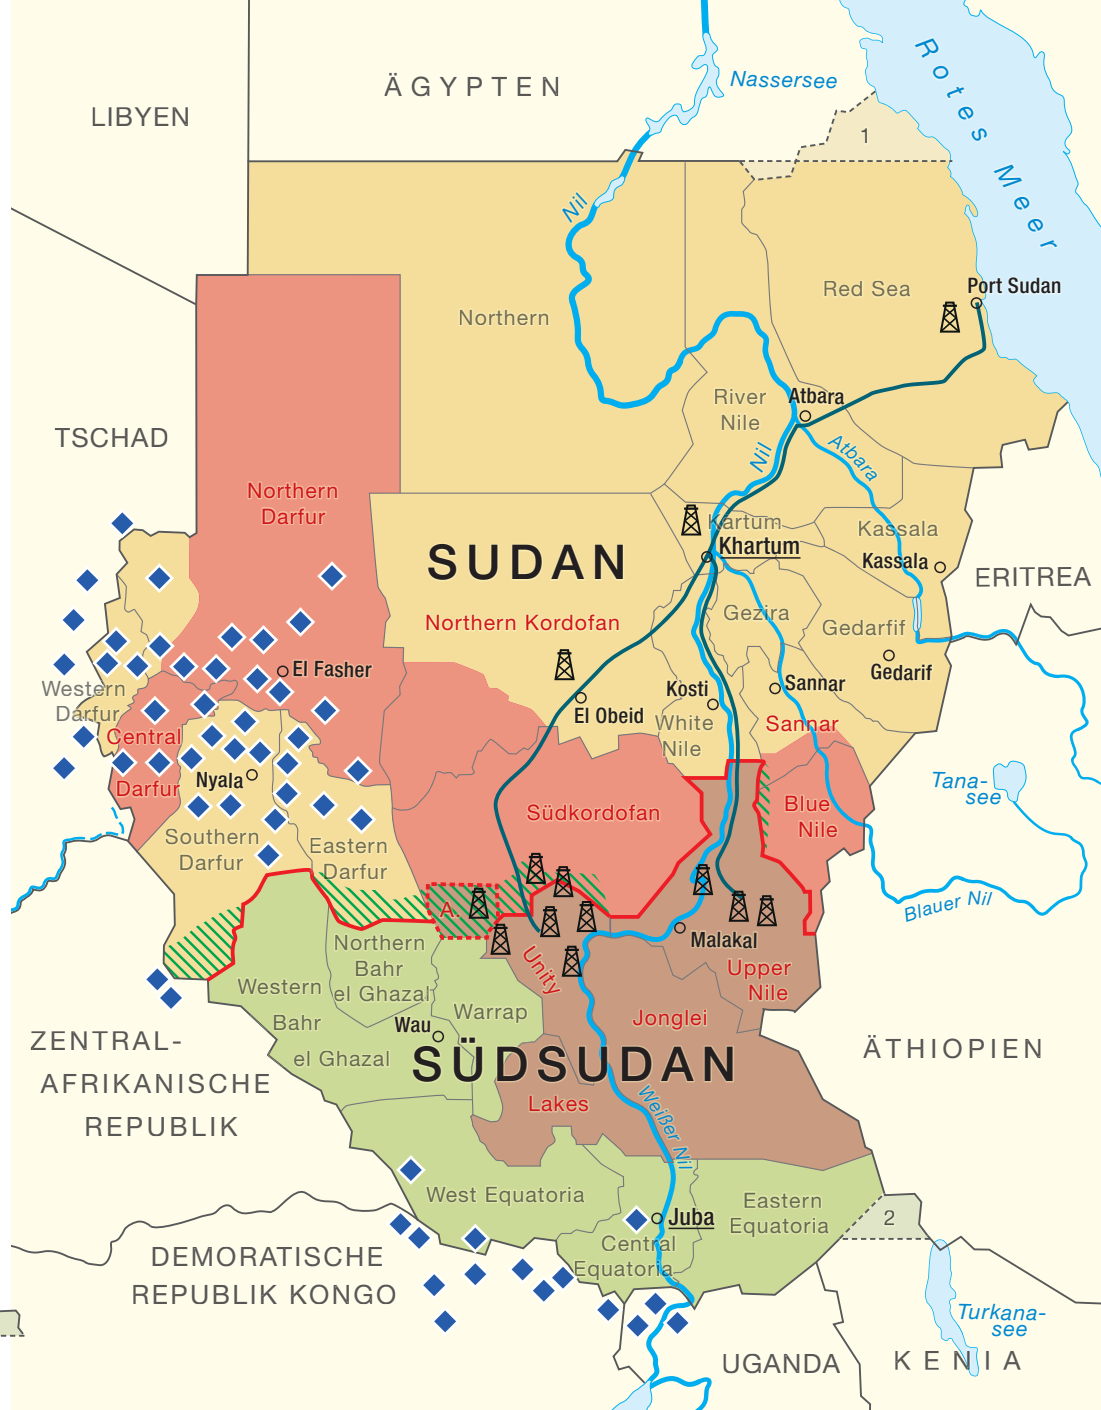 LIBYEN
ÄGYPTEN
Nassersee
Rotes Meer
1
Nil
Northern
Red Sea
Port Sudan
TSCHAD
River
Nile
Atbara
Nil
Atbara
Northern
Darfur
Kartum
Khartum
Kassala
Kassala
SUDAN
ERITREA
Northern Kordofan
Gezira
Gedarfif
Gedarif
El Fasher
Western
Darfur
Kosti
Sannar
El Obeid
White
Nile
Sannar
Central
Darfur
Nyala
Tana-
see
Südkordofan
Blue
Nile
Southern
Darfur
Eastern
Darfur
A.
Blauer Nil
Malakal
Northern
Bahr
el Ghazal
Unity
Upper
Nile
Western
Bahr
el Ghazal
Warrap
Wau
Jonglei
ZENTRAL-
AFRIKANISCHE
REPUBLIK
ÄTHIOPIEN
SÜDSUDAN
Lakes
Weißer Nil
West Equatoria
Juba
Eastern
Equatoria
2
Central
Equatoria
DEMORATISCHE
REPUBLIK KONGO
Turkana-
see
UGANDA
KENIA